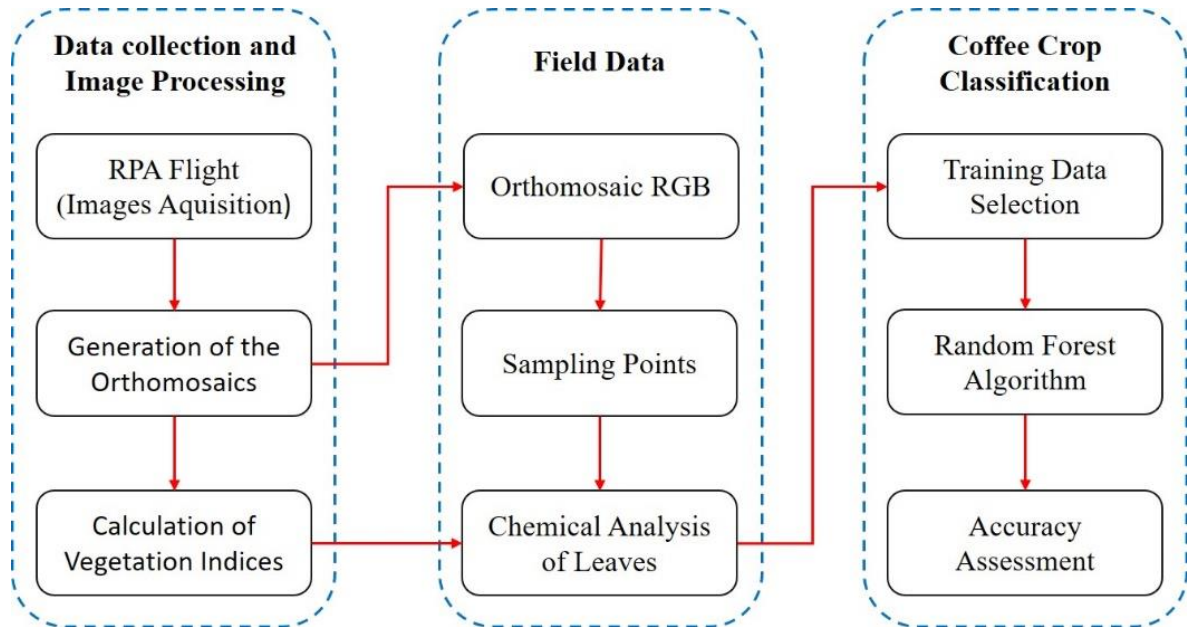 Data collection and
Image Processing
RPA Flight
(Images Aquisition)
Generation of the
Orthomosaics
Calculation of
Vegetation Indices
Field Data
Orthomosaic RGB
Sampling Points
Chemical Analysis
of Leaves
Coffee Crop
Classification
Training Data
Selection
Random Forest
Algorithm
Accuracy
Assessment